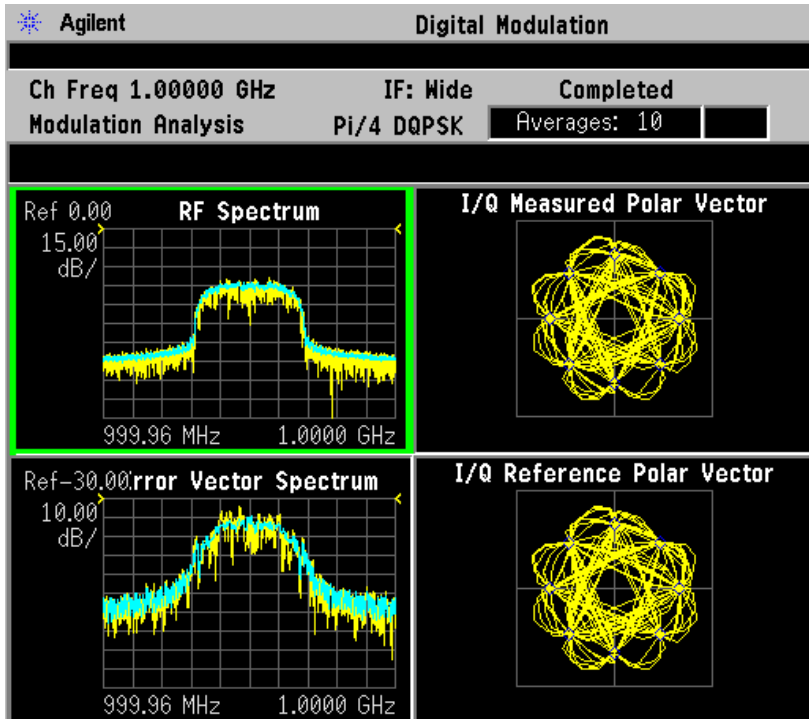 Agilent Digital Modulation
Ch Freq 1.00000 GHz IF: Wide Completed
Modulation Analysis Pi/4 DQPSK Averages: 10
Ref 0.00 RF Spectrum
15.00
dB/
999.96 MHz 1.0000 GHz
I/Q Measured Polar Vector
Ref-30.00 rror Vector Spectrum
10.00
dB/
999.96 MHz 1.0000 GHz
I/Q Reference Polar Vector